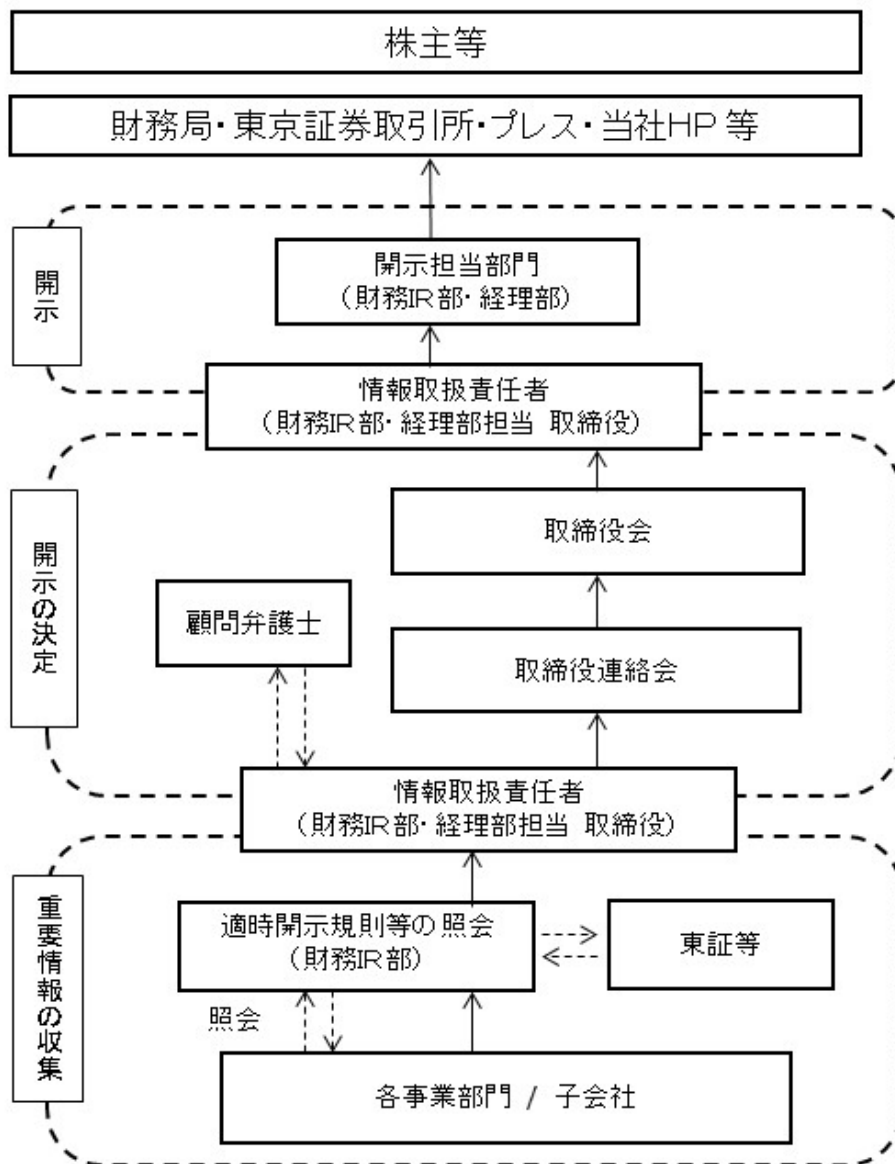 株主等
財務局・東京証券取引所・プレス・当社HP 等
開示
開示担当部門
（財務IR部・経理部）
情報取扱責任者
（財務IR部・経理部担当 取締役）
開示の決定
取締役会
顧問弁護士
取締役連絡会
情報取扱責任者
（財務IR部・経理部担当 取締役）
重要情報の収集
適時開示規則等の照会
（財務IR部）
東証等
照会
各事業部門 / 子会社